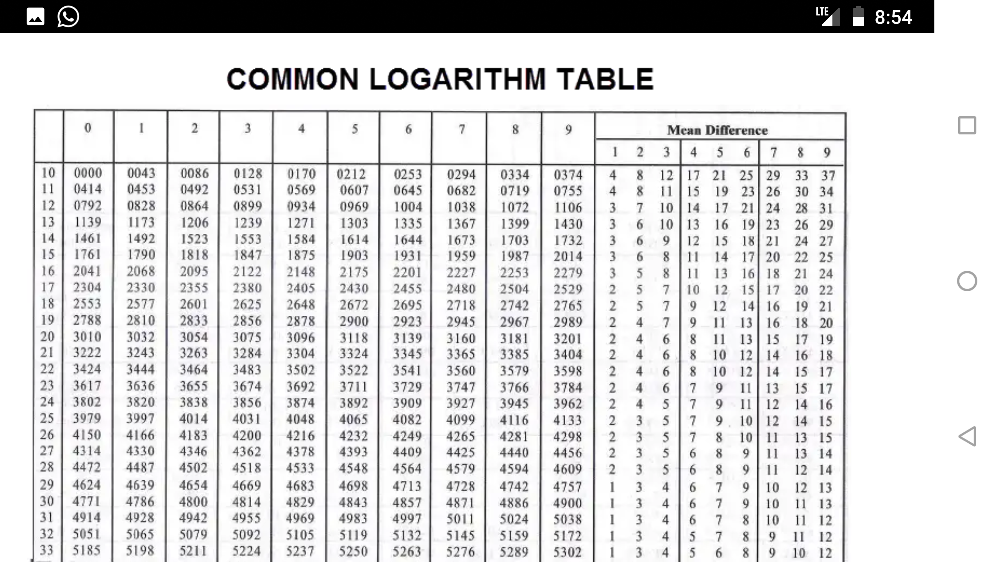 LTE 8:54
COMMON LOGARITHM TABLE
0 1 2 3 4 5 6 7 8 9 Mean Difference
1 2 3 4 5 6 7 8 9
10 0000 0043 0086 0128 0170 0212 0253 0294 0334 0374 4 8 12 17 21 25 29 33 37
11 0414 0453 0492 0531 0569 0607 0645 0682 0719 0755 4 8 11 15 19 23 26 30 34
12 0792 0828 0864 0899 0934 0969 1004 1038 1072 1106 3 7 10 14 17 21 24 28 31
13 1139 1173 1206 1239 1271 1303 1335 1367 1399 1430 3 6 10 13 16 19 23 26 29
14 1461 1492 1523 1553 1584 1614 1644 1673 1703 1732 3 6 9 12 15 18 21 24 27
15 1761 1790 1818 1847 1875 1903 1931 1959 1987 2014 3 6 8 11 14 17 20 22 25
16 2041 2068 2095 2122 2148 2175 2201 2227 2253 2279 3 5 8 11 13 16 18 21 24
17 2304 2330 2355 2380 2405 2430 2455 2480 2504 2529 2 5 7 10 12 15 17 20 22
18 2553 2577 2601 2625 2648 2672 2695 2718 2742 2765 2 5 7 9 12 14 16 19 21
19 2788 2810 2833 2856 2878 2900 2923 2945 2967 2989 2 4 7 9 11 13 16 18 20
20 3010 3032 3054 3075 3096 3118 3139 3160 3181 3201 2 4 6 8 11 13 15 17 19
21 3222 3243 3263 3284 3304 3324 3345 3365 3385 3404 2 4 6 8 10 12 14 16 18
22 3424 3444 3464 3483 3502 3522 3541 3560 3579 3598 2 4 6 8 10 12 14 15 17
23 3617 3636 3655 3674 3692 3711 3729 3747 3766 3784 2 4 6 7 9 11 13 15 17
24 3802 3820 3838 3856 3874 3892 3909 3927 3945 3962 2 4 5 7 9 11 12 14 16
25 3979 3997 4014 4031 4048 4065 4082 4099 4116 4133 2 3 5 7 9 10 12 14 15
26 4150 4166 4183 4200 4216 4232 4249 4265 4281 4298 2 3 5 7 8 10 11 13 15
27 4314 4330 4346 4362 4378 4393 4409 4425 4440 4456 2 3 5 6 8 9 11 13 14
28 4472 4487 4502 4518 4533 4548 4564 4579 4594 4609 2 3 5 6 8 9 11 12 14
29 4624 4639 4654 4669 4683 4698 4713 4728 4742 4757 1 3 4 6 7 9 10 12 13
30 4771 4786 4800 4814 4829 4843 4857 4871 4886 4900 1 3 4 6 7 9 10 11 13
31 4914 4928 4942 4955 4969 4983 4997 5011 5024 5038 1 3 4 6 7 8 10 11 12
32 5051 5065 5079 5092 5105 5119 5132 5145 5159 5172 1 3 4 5 7 8 9 11 12
33 5185 5198 5211 5224 5237 5250 5263 5276 5289 5302 1 3 4 5 6 8 9 10 12